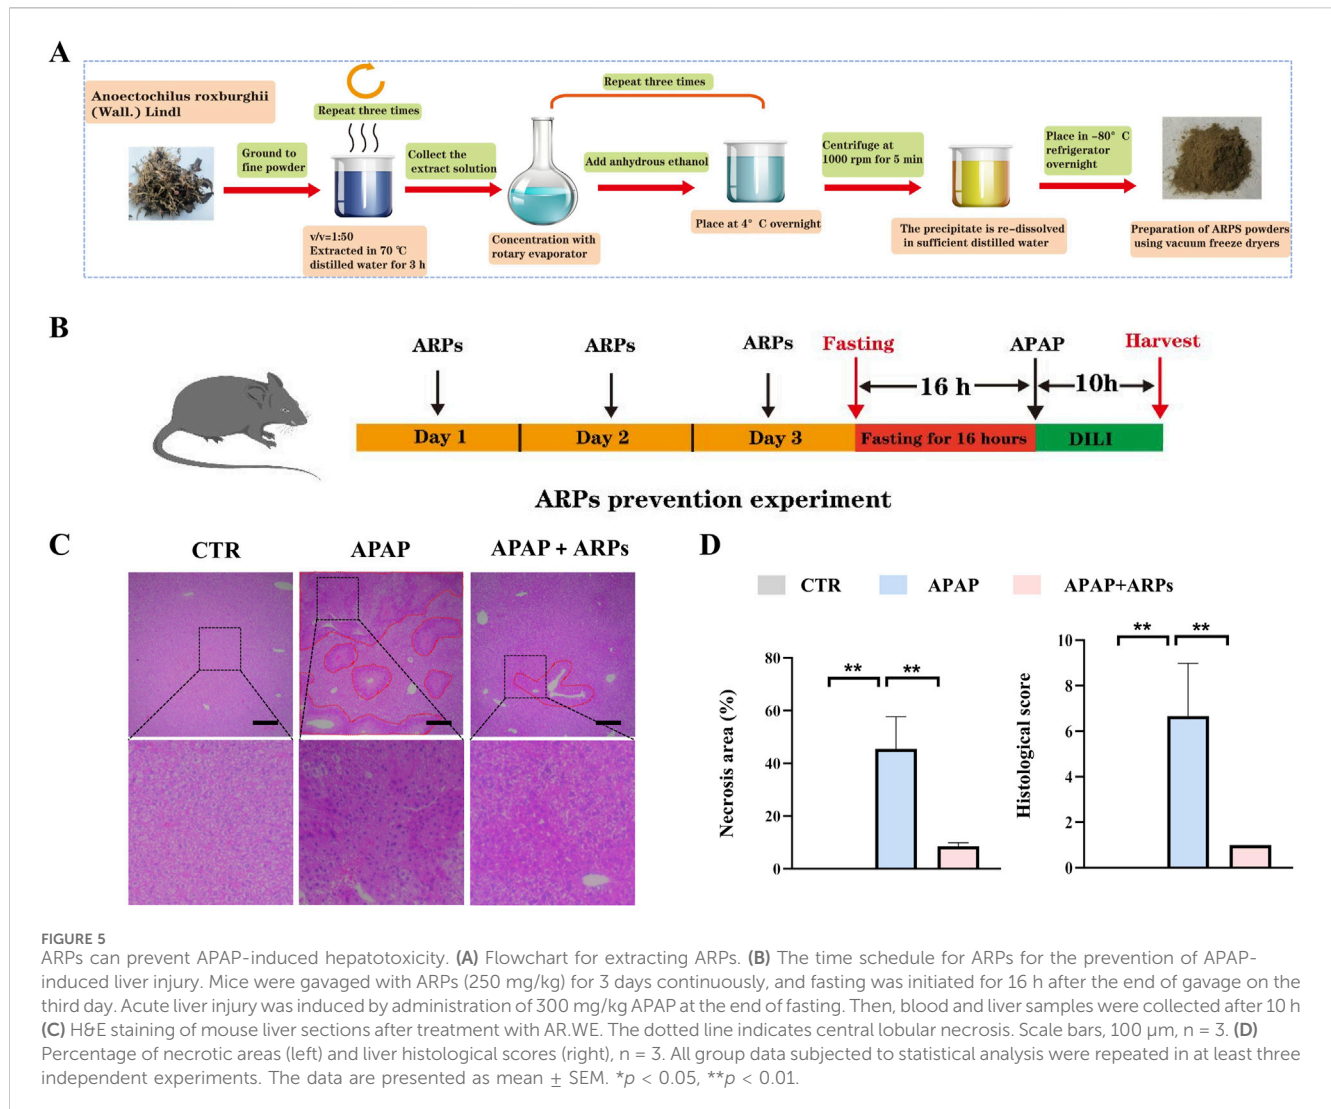 A
Anoectochilus roxburghii
(Wall.) Lindl
Ground to
fine powder
Repeat three times
v/v=1:50
Extracted in 70 ℃
distilled water for 3 h
Collect the
extract solution
Concentration with
rotary evaporator
Repeat three times
Add anhydrous ethanol
Place at 4° C overnight
Centrifuge at
1000 rpm for 5 min
The precipitate is re-dissolved
in sufficient distilled water
Place in -80° C
refrigerator
overnight
Preparation of ARPS powders
using vacuum freeze dryers
B
ARPs
ARPs
ARPs
Fasting
APAP
Harvest
16 h
10h
Day 1
Day 2
Day 3
Fasting for 16 hours
DILI
ARPs prevention experiment
C
CTR
APAP
APAP + ARPs
D
CTR
APAP
APAP+ARPs
Necrosis area (%)
80
60
40
20
0
**
**
Histological score
10
8
6
4
2
0
**
**
FIGURE 5
ARPs can prevent APAP-induced hepatotoxicity. (A) Flowchart for extracting ARPs. (B) The time schedule for ARPs for the prevention of APAP-
induced liver injury. Mice were gavaged with ARPs (250 mg/kg) for 3 days continuously, and fasting was initiated for 16 h after the end of gavage on the
third day. Acute liver injury was induced by administration of 300 mg/kg APAP at the end of fasting. Then, blood and liver samples were collected after 10 h
(C) H&E staining of mouse liver sections after treatment with AR.WE. The dotted line indicates central lobular necrosis. Scale bars, 100 μm, n = 3. (D)
Percentage of necrotic areas (left) and liver histological scores (right), n = 3. All group data subjected to statistical analysis were repeated in at least three
independent experiments. The data are presented as mean ± SEM. *p < 0.05, **p < 0.01.